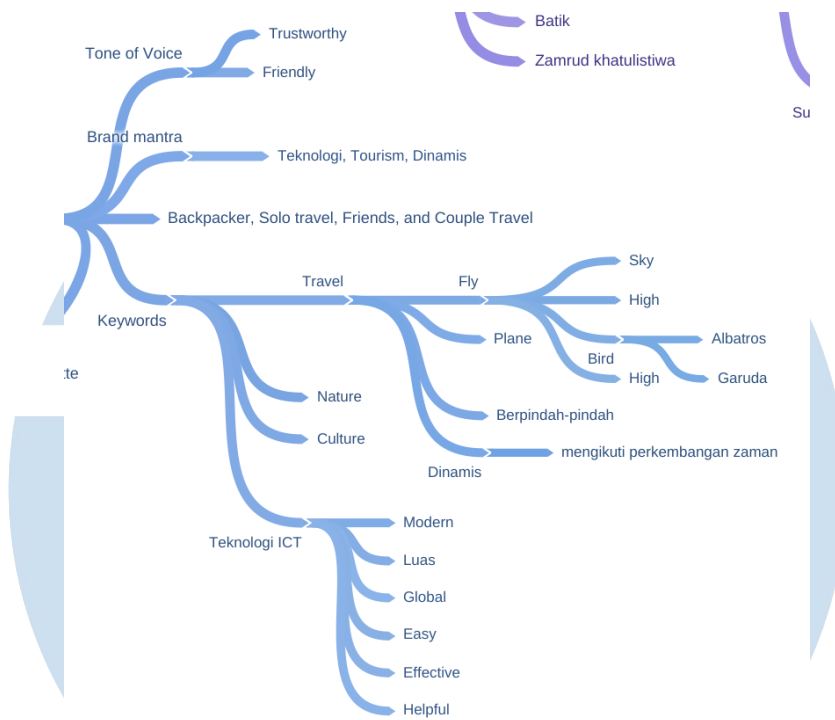 Batik
Zamrud khatulistiwa
Su
Tone of Voice
Trustworthy
Friendly
Brand mantra
Teknologi, Tourism, Dinamis
Backpacker, Solo travel, Friends, and Couple Travel
Keywords
Travel
Fly
Sky
High
Bird
Albatros
Garuda
High
Plane
Berpindah-pindah
Dinamis
mengikuti perkembangan zaman
Nature
Culture
Teknologi ICT
Modern
Luas
Global
Easy
Effective
Helpful